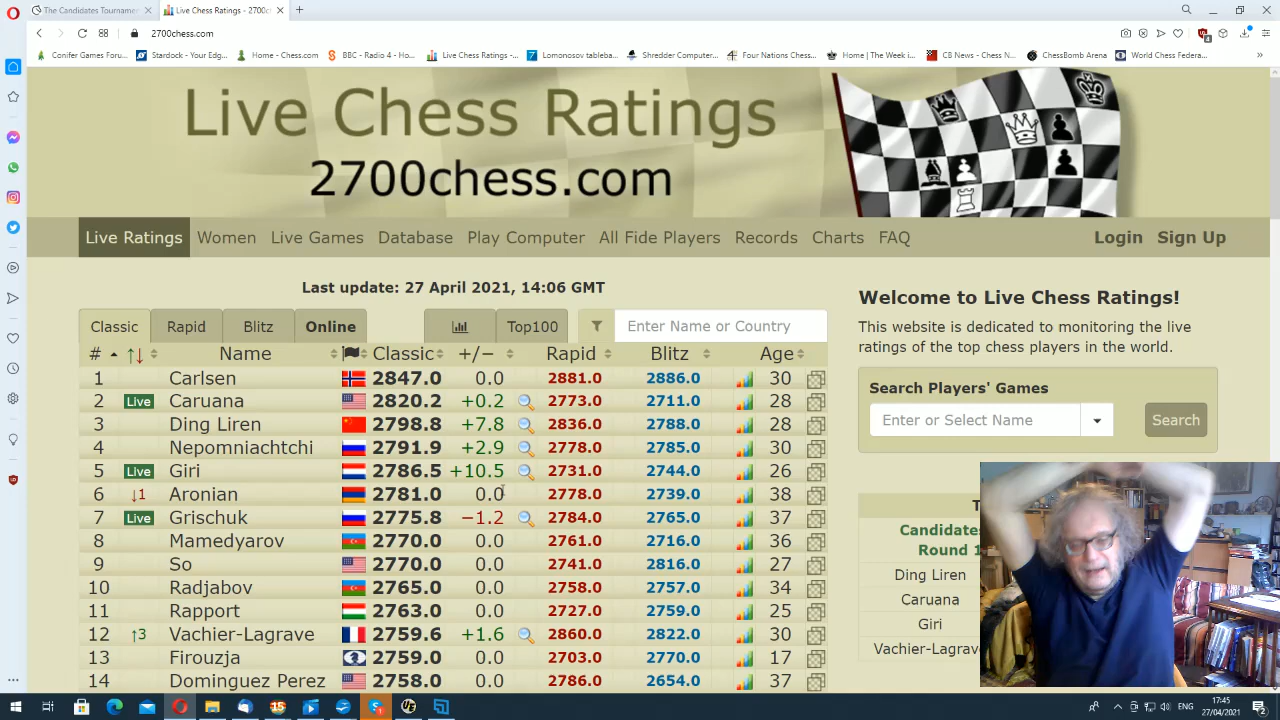 The Candidates Tourname
Live Chess Ratings - 2700c
2700chess.com
Conifer Games Foru...
Stardock - Your Edg...
Home - Chess.com
BBC - Radio 4 - Ho...
Live Chess Ratings -...
Lomonosov tableba...
Shredder Computer...
Four Nations Chess...
Home | The Week i...
CB News - Chess N...
ChessBomb Arena
World Chess Federa...
Live Chess Ratings
2700chess.com
Live Ratings Women Live Games Database Play Computer All Fide Players Records Charts FAQ Login Sign Up
Last update: 27 April 2021, 14:06 GMT
Classic Rapid Blitz Online Top100 Enter Name or Country
# Name Classic +/− Rapid Blitz Age
1 Carlsen 2847.0 0.0 2881.0 2886.0 30
2 Live Caruana 2820.2 +0.2 2773.0 2711.0 28
3 Ding Liren 2798.8 +7.8 2836.0 2788.0 28
4 Nepomniachtchi 2791.9 +2.9 2778.0 2785.0 30
5 Live Giri 2786.5 +10.5 2731.0 2744.0 26
6 ↓1 Aronian 2781.0 0.0 2778.0 2739.0 38
7 Live Grischuk 2775.8 −1.2 2784.0 2765.0 37
8 Mamedyarov 2770.0 0.0 2761.0 2716.0 36
9 So 2770.0 0.0 2741.0 2816.0 27
10 Radjabov 2765.0 0.0 2758.0 2757.0 34
11 Rapport 2763.0 0.0 2727.0 2759.0 25
12 ↑3 Vachier-Lagrave 2759.6 +1.6 2860.0 2822.0 30
13 Firouzja 2759.0 0.0 2703.0 2770.0 17
14 Dominguez Perez 2758.0 0.0 2786.0 2654.0 37
Welcome to Live Chess Ratings!
This website is dedicated to monitoring the live
ratings of the top chess players in the world.
Search Players' Games
Enter or Select Name Search
T
Candidates
Round 1
Ding Liren
Caruana
Giri
Vachier-Lagrave
ENG
17:45
27/04/2021